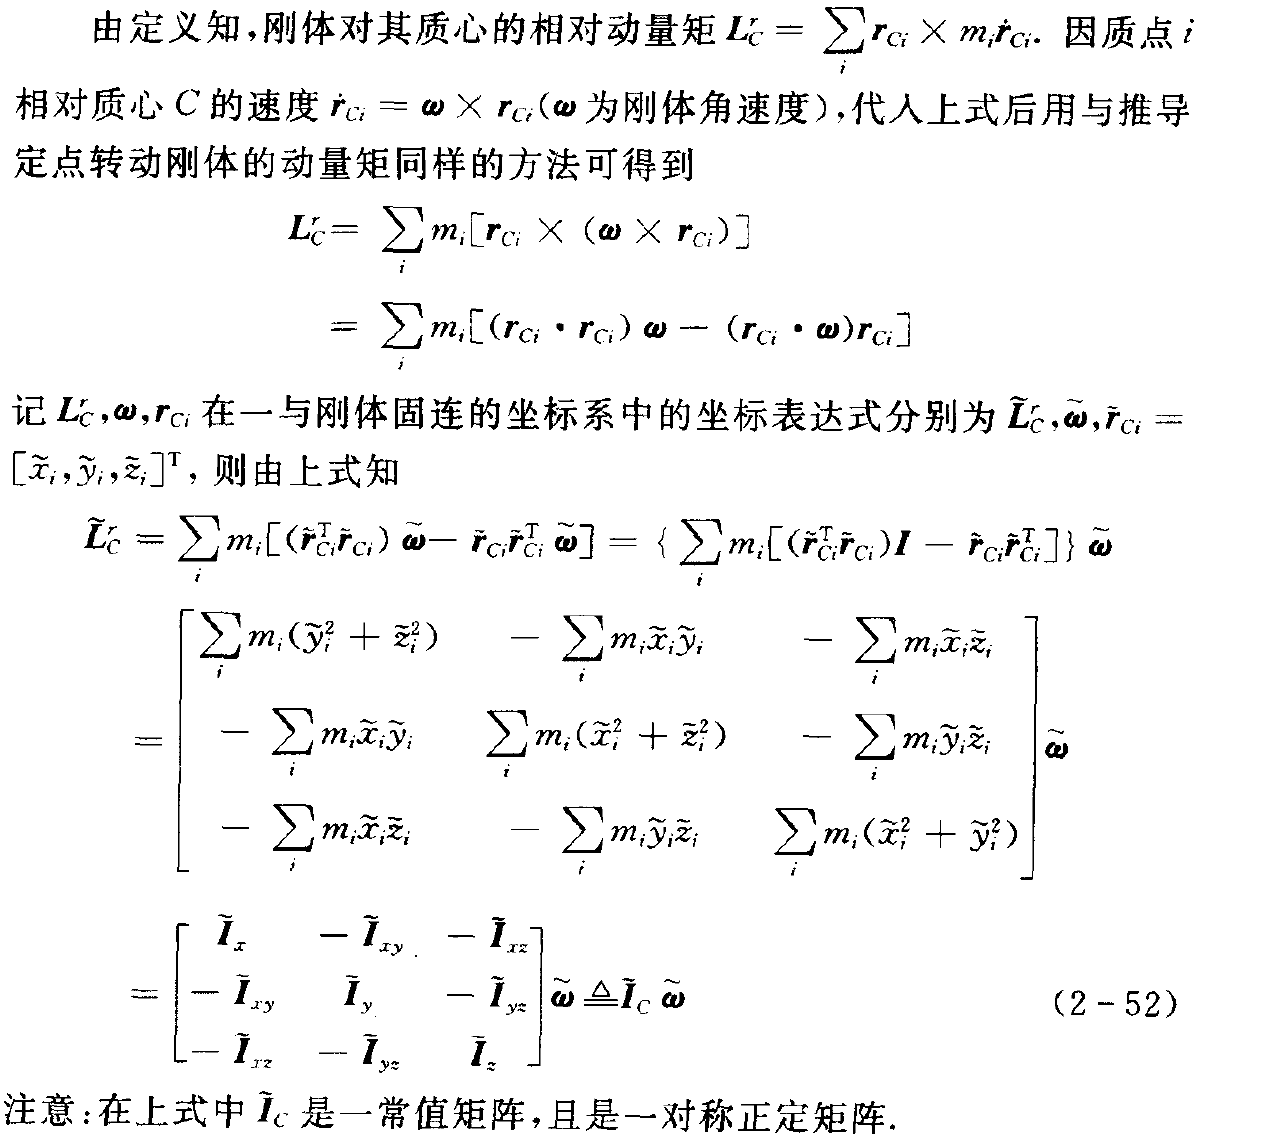 由定义知,刚体对其质心的相对动量矩 $\boldsymbol{L}_C^r = \sum_i \boldsymbol{r}_{Ci} \times m_i \dot{\boldsymbol{r}}_{Ci}$. 因质点 $i$
相对质心 $C$ 的速度 $\dot{\boldsymbol{r}}_{Ci} = \boldsymbol{\omega} \times \boldsymbol{r}_{Ci}$($\boldsymbol{\omega}$ 为刚体角速度),代人上式后用与推导
定点转动刚体的动量矩同样的方法可得到
$\boldsymbol{L}_C^r = \sum_i m_i [\boldsymbol{r}_{Ci} \times (\boldsymbol{\omega} \times \boldsymbol{r}_{Ci})]$
$= \sum_i m_i [(\boldsymbol{r}_{Ci} \cdot \boldsymbol{r}_{Ci}) \boldsymbol{\omega} - (\boldsymbol{r}_{Ci} \cdot \boldsymbol{\omega}) \boldsymbol{r}_{Ci}]$
记 $\boldsymbol{L}_C^r, \boldsymbol{\omega}, \boldsymbol{r}_{Ci}$ 在一与刚体固连的坐标系中的坐标表达式分别为 $\tilde{\boldsymbol{L}}_C^r, \tilde{\boldsymbol{\omega}}, \tilde{\boldsymbol{r}}_{Ci} =$
$[\tilde{x}_i, \tilde{y}_i, \tilde{z}_i]^{\mathrm{T}}$, 则由上式知
$\tilde{\boldsymbol{L}}_C^r = \sum_i m_i [(\tilde{\boldsymbol{r}}_{Ci}^{\mathrm{T}} \tilde{\boldsymbol{r}}_{Ci}) \tilde{\boldsymbol{\omega}} - \tilde{\boldsymbol{r}}_{Ci} \tilde{\boldsymbol{r}}_{Ci}^{\mathrm{T}} \tilde{\boldsymbol{\omega}}] = \{ \sum_i m_i [(\tilde{\boldsymbol{r}}_{Ci}^{\mathrm{T}} \tilde{\boldsymbol{r}}_{Ci}) \boldsymbol{I} - \tilde{\boldsymbol{r}}_{Ci} \tilde{\boldsymbol{r}}_{Ci}^{\mathrm{T}}] \} \tilde{\boldsymbol{\omega}}$
$= \begin{bmatrix} \sum_i m_i (\tilde{y}_i^2 + \tilde{z}_i^2) & -\sum_i m_i \tilde{x}_i \tilde{y}_i & -\sum_i m_i \tilde{x}_i \tilde{z}_i \\ -\sum_i m_i \tilde{x}_i \tilde{y}_i & \sum_i m_i (\tilde{x}_i^2 + \tilde{z}_i^2) & -\sum_i m_i \tilde{y}_i \tilde{z}_i \\ -\sum_i m_i \tilde{x}_i \tilde{z}_i & -\sum_i m_i \tilde{y}_i \tilde{z}_i & \sum_i m_i (\tilde{x}_i^2 + \tilde{y}_i^2) \end{bmatrix} \tilde{\boldsymbol{\omega}}$
$= \begin{bmatrix} \tilde{\boldsymbol{I}}_x & -\tilde{\boldsymbol{I}}_{xy} & -\tilde{\boldsymbol{I}}_{xz} \\ -\tilde{\boldsymbol{I}}_{xy} & \tilde{\boldsymbol{I}}_y & -\tilde{\boldsymbol{I}}_{yz} \\ -\tilde{\boldsymbol{I}}_{xz} & -\tilde{\boldsymbol{I}}_{yz} & \tilde{\boldsymbol{I}}_z \end{bmatrix} \tilde{\boldsymbol{\omega}} \triangleq \tilde{\boldsymbol{I}}_C \tilde{\boldsymbol{\omega}}$ (2-52)
注意:在上式中 $\tilde{\boldsymbol{I}}_C$ 是一常值矩阵,且是一对称正定矩阵.